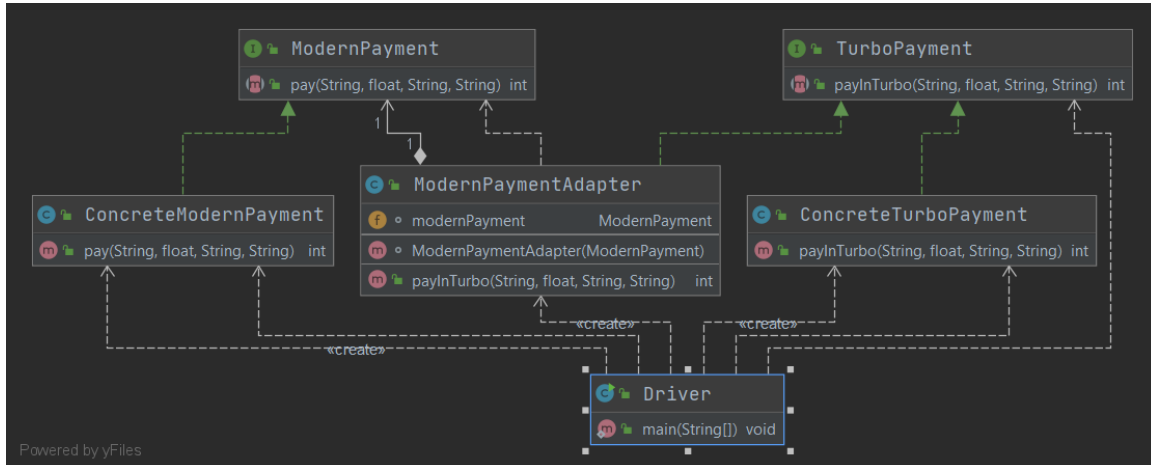 ModernPayment
pay(String, float, String, String) int
TurboPayment
payInTurbo(String, float, String, String) int
1
1
ModernPaymentAdapter
modernPayment ModernPayment
ModernPaymentAdapter(ModernPayment)
payInTurbo(String, float, String, String) int
ConcreteModernPayment
pay(String, float, String, String) int
ConcreteTurboPayment
payInTurbo(String, float, String, String) int
«create»
«create»
«create»
Driver
main(String[]) void
Powered by yFiles